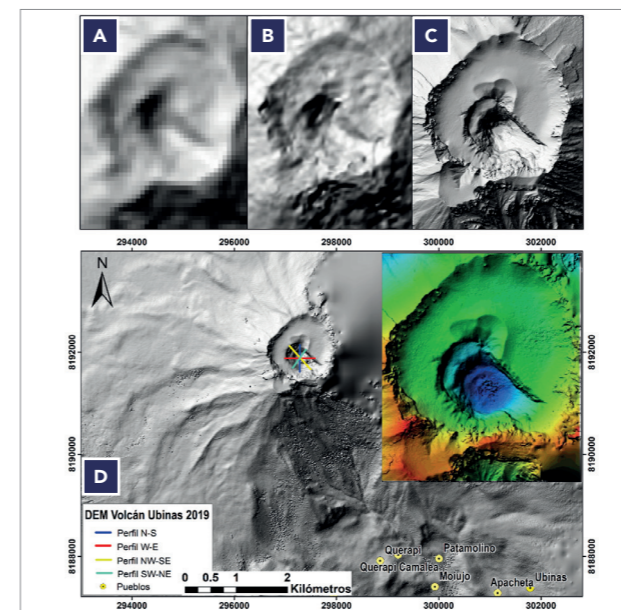 A
B
C
294000 296000 298000 300000 302000
N
8192000
8192000
8190000
8190000
8188000
8188000
D
DEM Volcán Ubinas 2019
Perfil N-S
Perfil W-E
Perfil NW-SE
Perfil SW-NE
Pueblos
0 0.5 1 2
Kilómetros
Querapi
Patamolino
Querapi Camalea
Moiujo
Ubinas
Apacheta
294000 296000 298000 300000 302000